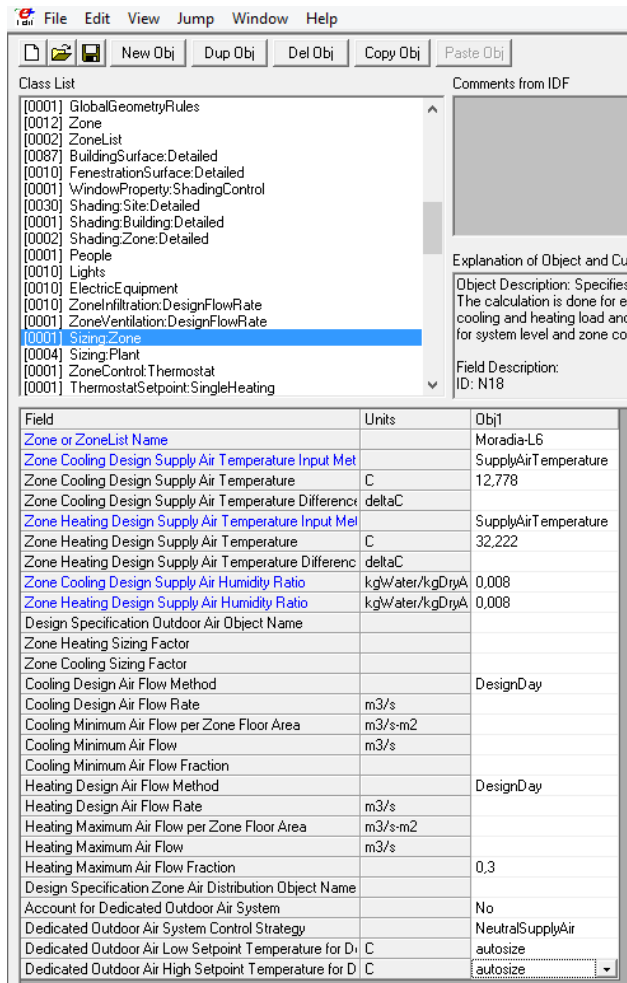 File Edit View Jump Window Help
New Obj Dup Obj Del Obj Copy Obj Paste Obj
Class List
Comments from IDF
[0001] GlobalGeometryRules
[0012] Zone
[0002] ZoneList
[0087] BuildingSurface:Detailed
[0010] FenestrationSurface:Detailed
[0001] WindowProperty:ShadingControl
[0030] Shading:Site:Detailed
[0001] Shading:Building:Detailed
[0002] Shading:Zone:Detailed
[0001] People
[0010] Lights
[0010] ElectricEquipment
[0010] ZoneInfiltration:DesignFlowRate
[0001] ZoneVentilation:DesignFlowRate
[0001] Sizing:Zone
[0004] Sizing:Plant
[0001] ZoneControl:Thermostat
[0001] ThermostatSetpoint:SingleHeating
Explanation of Object and Cu
Object Description: Specifies
The calculation is done for e
cooling and heating load and
for system level and zone co
Field Description:
ID: N18
Field Units Obj1
Zone or ZoneList Name Moradia-L6
Zone Cooling Design Supply Air Temperature Input Met SupplyAirTemperature
Zone Cooling Design Supply Air Temperature C 12,778
Zone Cooling Design Supply Air Temperature Difference deltaC
Zone Heating Design Supply Air Temperature Input Met SupplyAirTemperature
Zone Heating Design Supply Air Temperature C 32,222
Zone Heating Design Supply Air Temperature Differenc deltaC
Zone Cooling Design Supply Air Humidity Ratio kgWater/kgDryA 0,008
Zone Heating Design Supply Air Humidity Ratio kgWater/kgDryA 0,008
Design Specification Outdoor Air Object Name
Zone Heating Sizing Factor
Zone Cooling Sizing Factor
Cooling Design Air Flow Method DesignDay
Cooling Design Air Flow Rate m3/s
Cooling Minimum Air Flow per Zone Floor Area m3/s-m2
Cooling Minimum Air Flow m3/s
Cooling Minimum Air Flow Fraction
Heating Design Air Flow Method DesignDay
Heating Design Air Flow Rate m3/s
Heating Maximum Air Flow per Zone Floor Area m3/s-m2
Heating Maximum Air Flow m3/s
Heating Maximum Air Flow Fraction 0,3
Design Specification Zone Air Distribution Object Name
Account for Dedicated Outdoor Air System No
Dedicated Outdoor Air System Control Strategy NeutralSupplyAir
Dedicated Outdoor Air Low Setpoint Temperature for D C autosize
Dedicated Outdoor Air High Setpoint Temperature for D C autosize